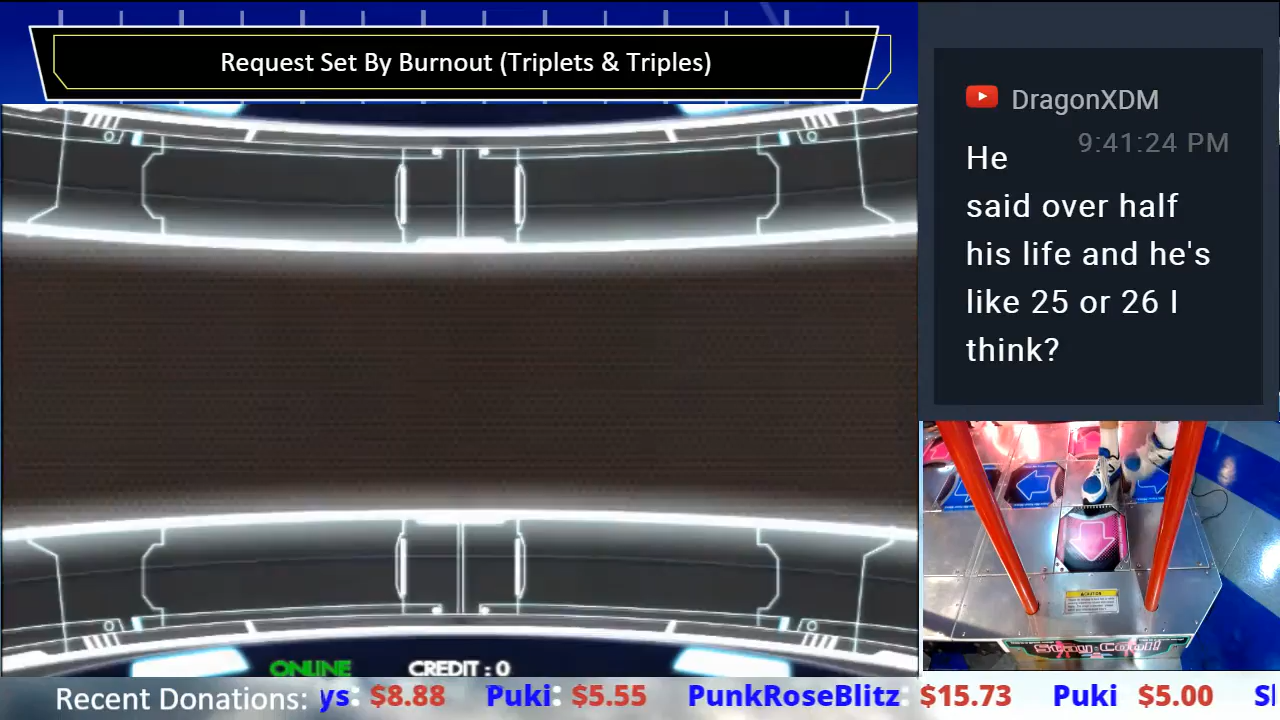 Request Set By Burnout (Triplets & Triples)
DragonXDM
9:41:24 PM
He
said over half
his life and he's
like 25 or 26 I
think?
CAUTION
ONLINE CREDIT : 0
Recent Donations: ys: $8.88 Puki: $5.55 PunkRoseBlitz: $15.73 Puki $5.00